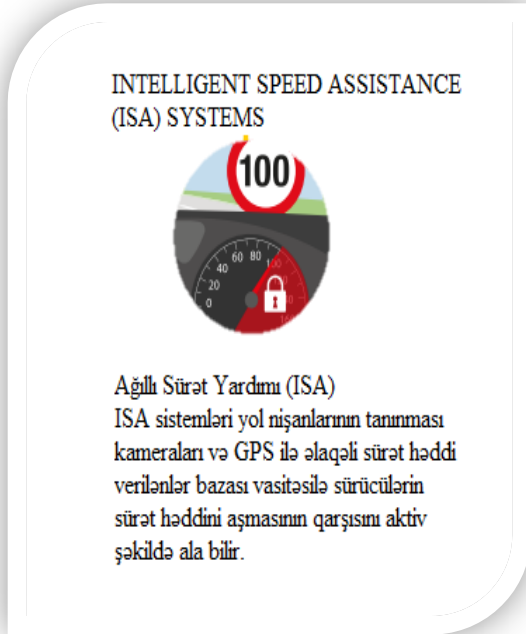 INTELLIGENT SPEED ASSISTANCE
(ISA) SYSTEMS
100
0
20
40
60
80
100
Ağıllı Sürət Yardımı (ISA)
ISA sistemləri yol nişanlarının tanınması
kameraları və GPS ilə əlaqəli sürət həddi
verilənlər bazası vasitəsilə sürücülərin
sürət həddini aşmasının qarşısını aktiv
şəkildə ala bilir.